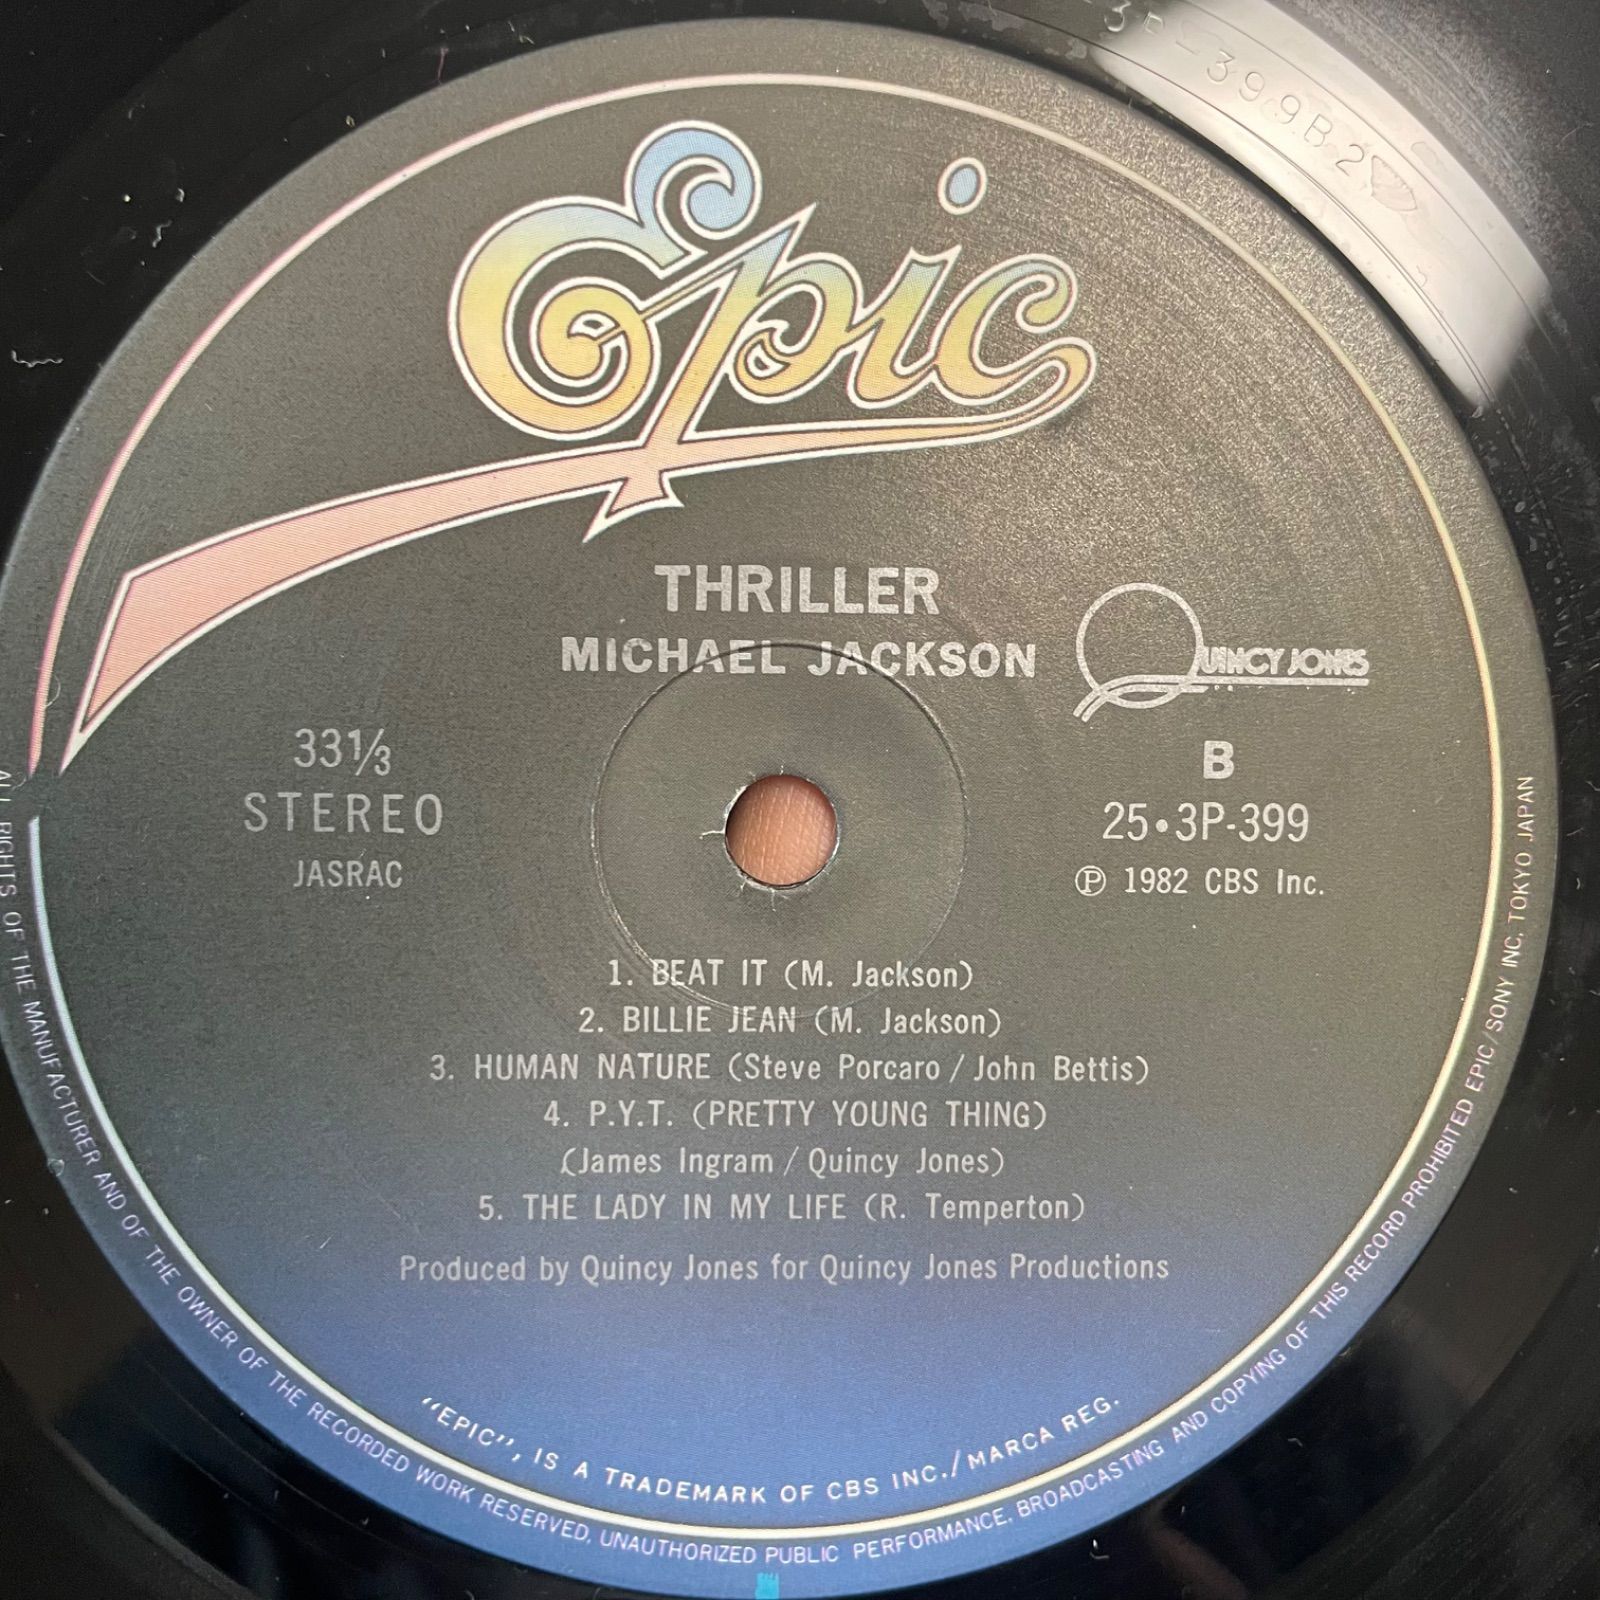 3P-399B2
Epic
THRILLER
MICHAEL JACKSON
QUINCY JONES
33 1/3
STEREO
JASRAC
B
25•3P-399
Ⓟ 1982 CBS Inc.
1. BEAT IT (M. Jackson)
2. BILLIE JEAN (M. Jackson)
3. HUMAN NATURE (Steve Porcaro / John Bettis)
4. P.Y.T. (PRETTY YOUNG THING)
(James Ingram / Quincy Jones)
5. THE LADY IN MY LIFE (R. Temperton)
Produced by Quincy Jones for Quincy Jones Productions
"EPIC", IS A TRADEMARK OF CBS INC./MARCA REG.
ALL RIGHTS OF THE MANUFACTURER AND OF THE OWNER OF THE RECORDED WORK RESERVED. UNAUTHORIZED PUBLIC PERFORMANCE. BROADCASTING AND COPYING OF THIS RECORD PROHIBITED EPIC/SONY INC. TOKYO JAPAN